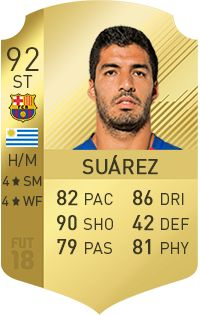 92
ST
H/M
4★ SM
4★ WF
SUÁREZ
82 PAC 86 DRI
90 SHO 42 DEF
79 PAS 81 PHY
FUT
18